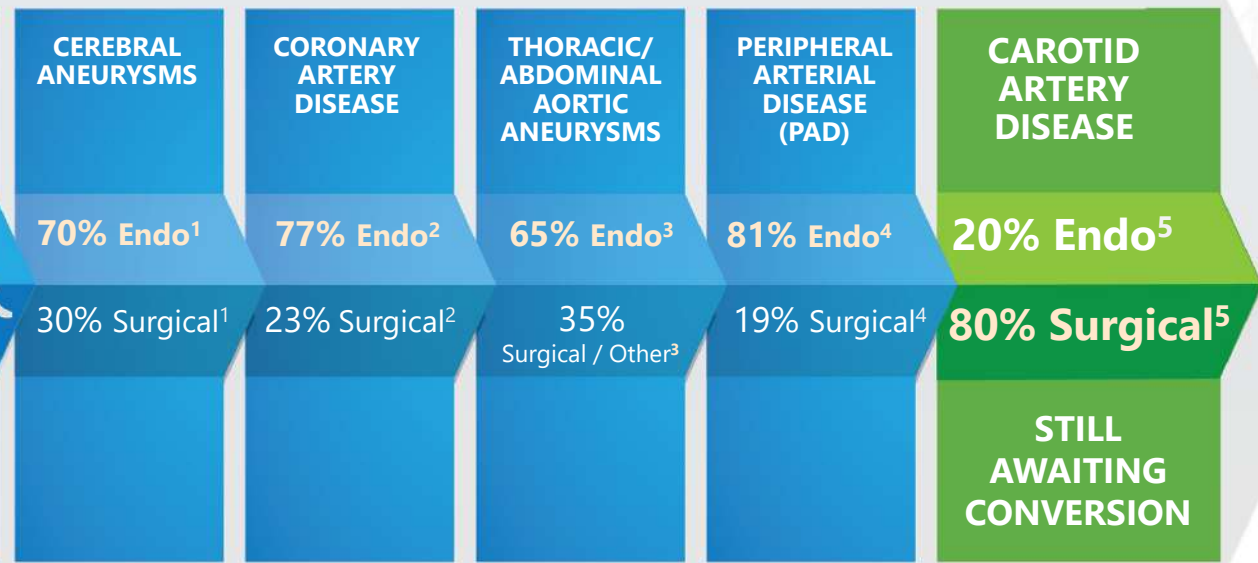 CEREBRAL
ANEURYSMS
70% Endo¹
30% Surgical¹
CORONARY
ARTERY
DISEASE
77% Endo²
23% Surgical²
THORACIC/
ABDOMINAL
AORTIC
ANEURYSMS
65% Endo³
35%
Surgical / Other³
PERIPHERAL
ARTERIAL
DISEASE
(PAD)
81% Endo⁴
19% Surgical⁴
CAROTID
ARTERY
DISEASE
20% Endo⁵
80% Surgical⁵
STILL
AWAITING
CONVERSION